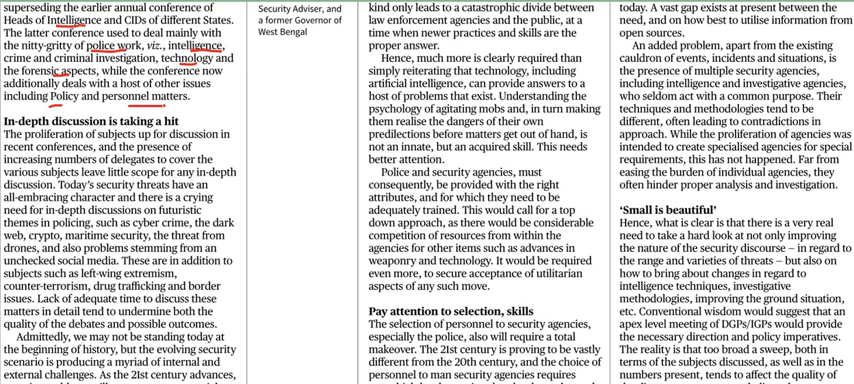 superseding the earlier annual conference of
Heads of Intelligence and CIDs of different States.
The latter conference used to deal mainly with
the nitty-gritty of police work, viz., intelligence,
crime and criminal investigation, technology and
the forensic aspects, while the conference now
additionally deals with a host of other issues
including Policy and personnel matters.
In-depth discussion is taking a hit
The proliferation of subjects up for discussion in
recent conferences, and the presence of
increasing numbers of delegates to cover the
various subjects leave little scope for any in-depth
discussion. Today's security threats have an
all-embracing character and there is a crying
need for in-depth discussions on futuristic
themes in policing, such as cyber crime, the dark
web, crypto, maritime security, the threat from
drones, and also problems stemming from an
unchecked social media. These are in addition to
subjects such as left-wing extremism,
counter-terrorism, drug trafficking and border
issues. Lack of adequate time to discuss these
matters in detail tend to undermine both the
quality of the debates and possible outcomes.
Admittedly, we may not be standing today at
the beginning of history, but the evolving security
scenario is producing a myriad of internal and
external challenges. As the 21st century advances,
Security Adviser, and
a former Governor of
West Bengal
kind only leads to a catastrophic divide between
law enforcement agencies and the public, at a
time when newer practices and skills are the
proper answer.
Hence, much more is clearly required than
simply reiterating that technology, including
artificial intelligence, can provide answers to a
host of problems that exist. Understanding the
psychology of agitating mobs and, in turn making
them realise the dangers of their own
predilections before matters get out of hand, is
not an innate, but an acquired skill. This needs
better attention.
Police and security agencies, must
consequently, be provided with the right
attributes, and for which they need to be
adequately trained. This would call for a top
down approach, as there would be considerable
competition of resources from within the
agencies for other items such as advances in
weaponry and technology. It would be required
even more, to secure acceptance of utilitarian
aspects of any such move.
Pay attention to selection, skills
The selection of personnel to security agencies,
especially the police, also will require a total
makeover. The 21st century is proving to be vastly
different from the 20th century, and the choice of
personnel to man security agencies requires
today. A vast gap exists at present between the
need, and on how best to utilise information from
open sources.
An added problem, apart from the existing
cauldron of events, incidents and situations, is
the presence of multiple security agencies,
including intelligence and investigative agencies,
who seldom act with a common purpose. Their
techniques and methodologies tend to be
different, often leading to contradictions in
approach. While the proliferation of agencies was
intended to create specialised agencies for special
requirements, this has not happened. Far from
easing the burden of individual agencies, they
often hinder proper analysis and investigation.
'Small is beautiful'
Hence, what is clear is that there is a very real
need to take a hard look at not only improving
the nature of the security discourse — in regard to
the range and varieties of threats — but also on
how to bring about changes in regard to
intelligence techniques, investigative
methodologies, improving the ground situation,
etc. Conventional wisdom would suggest that an
apex level meeting of DGPs/IGPs would provide
the necessary direction and policy imperatives.
The reality is that too broad a sweep, both in
terms of the subjects discussed, as well as in the
numbers present, tends to affect the quality of